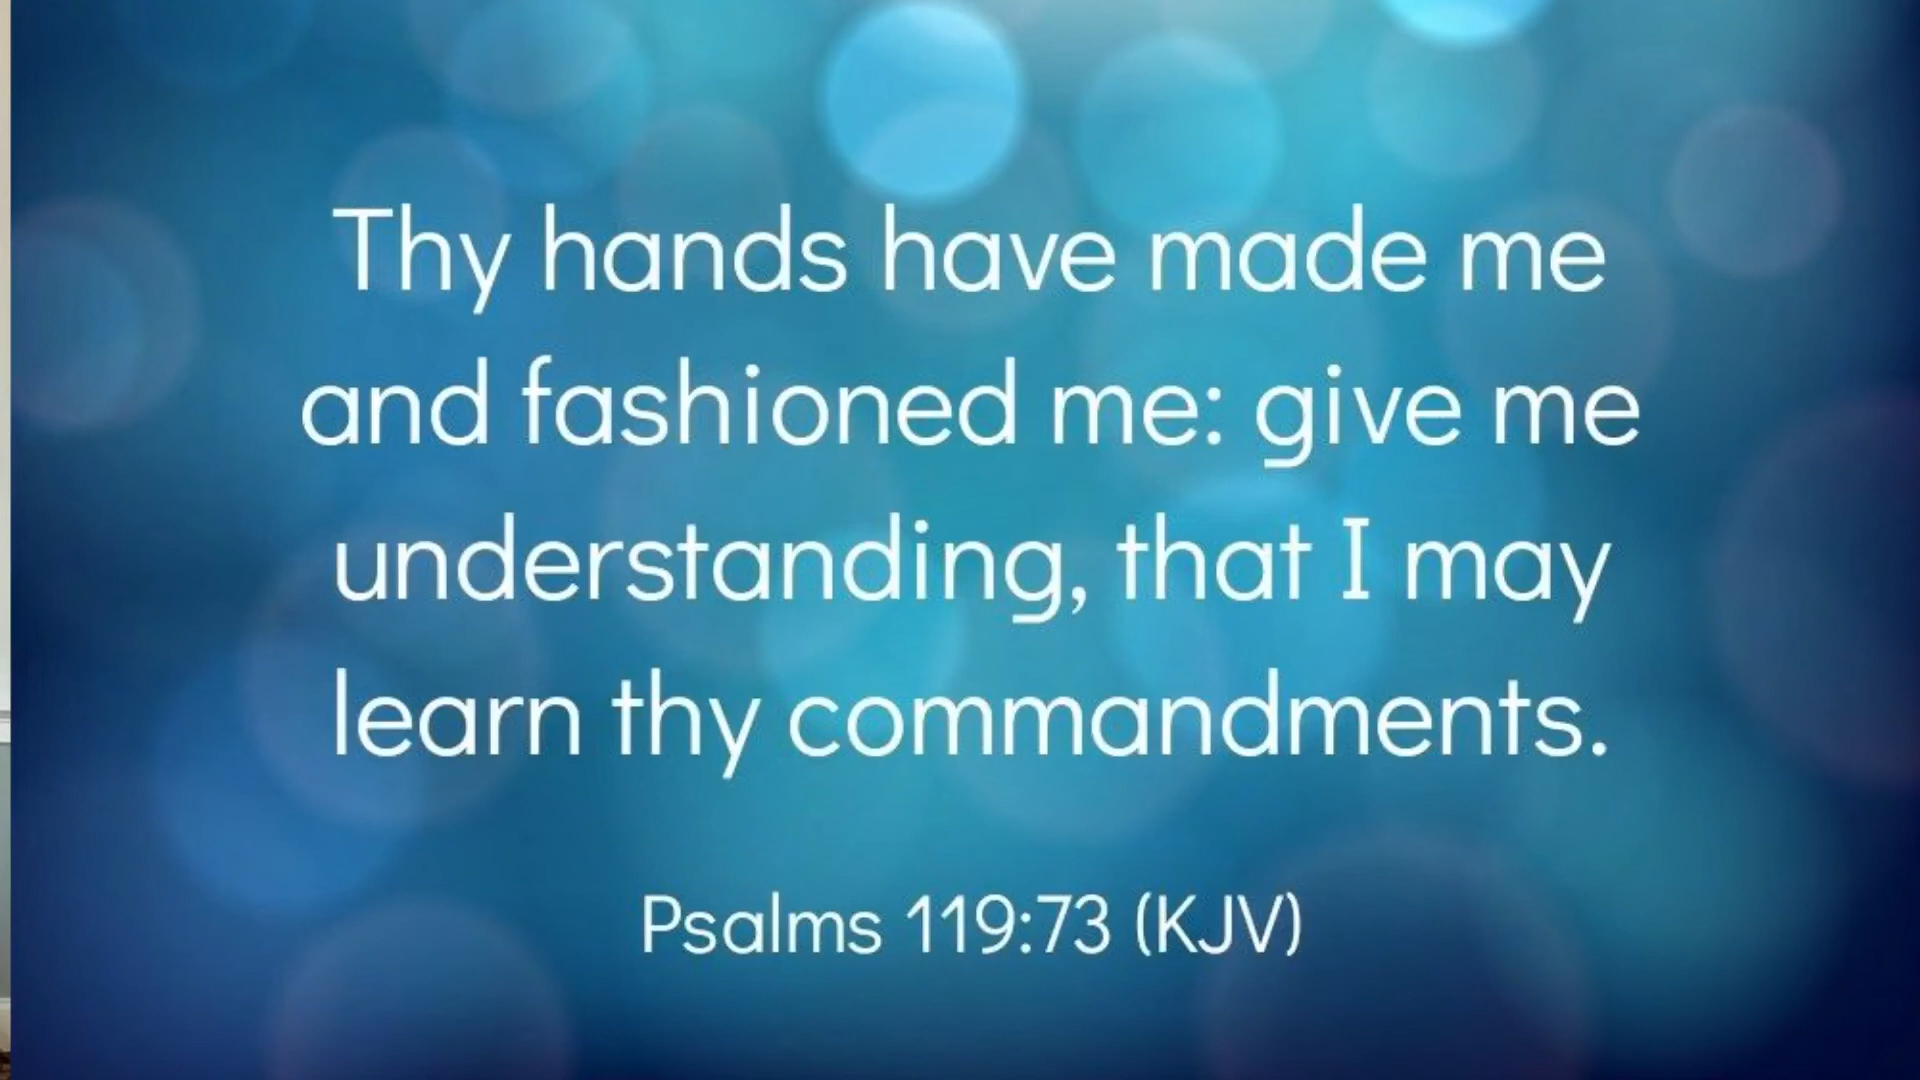 Thy hands have made me
and fashioned me: give me
understanding, that I may
learn thy commandments.
Psalms 119:73 (KJV)